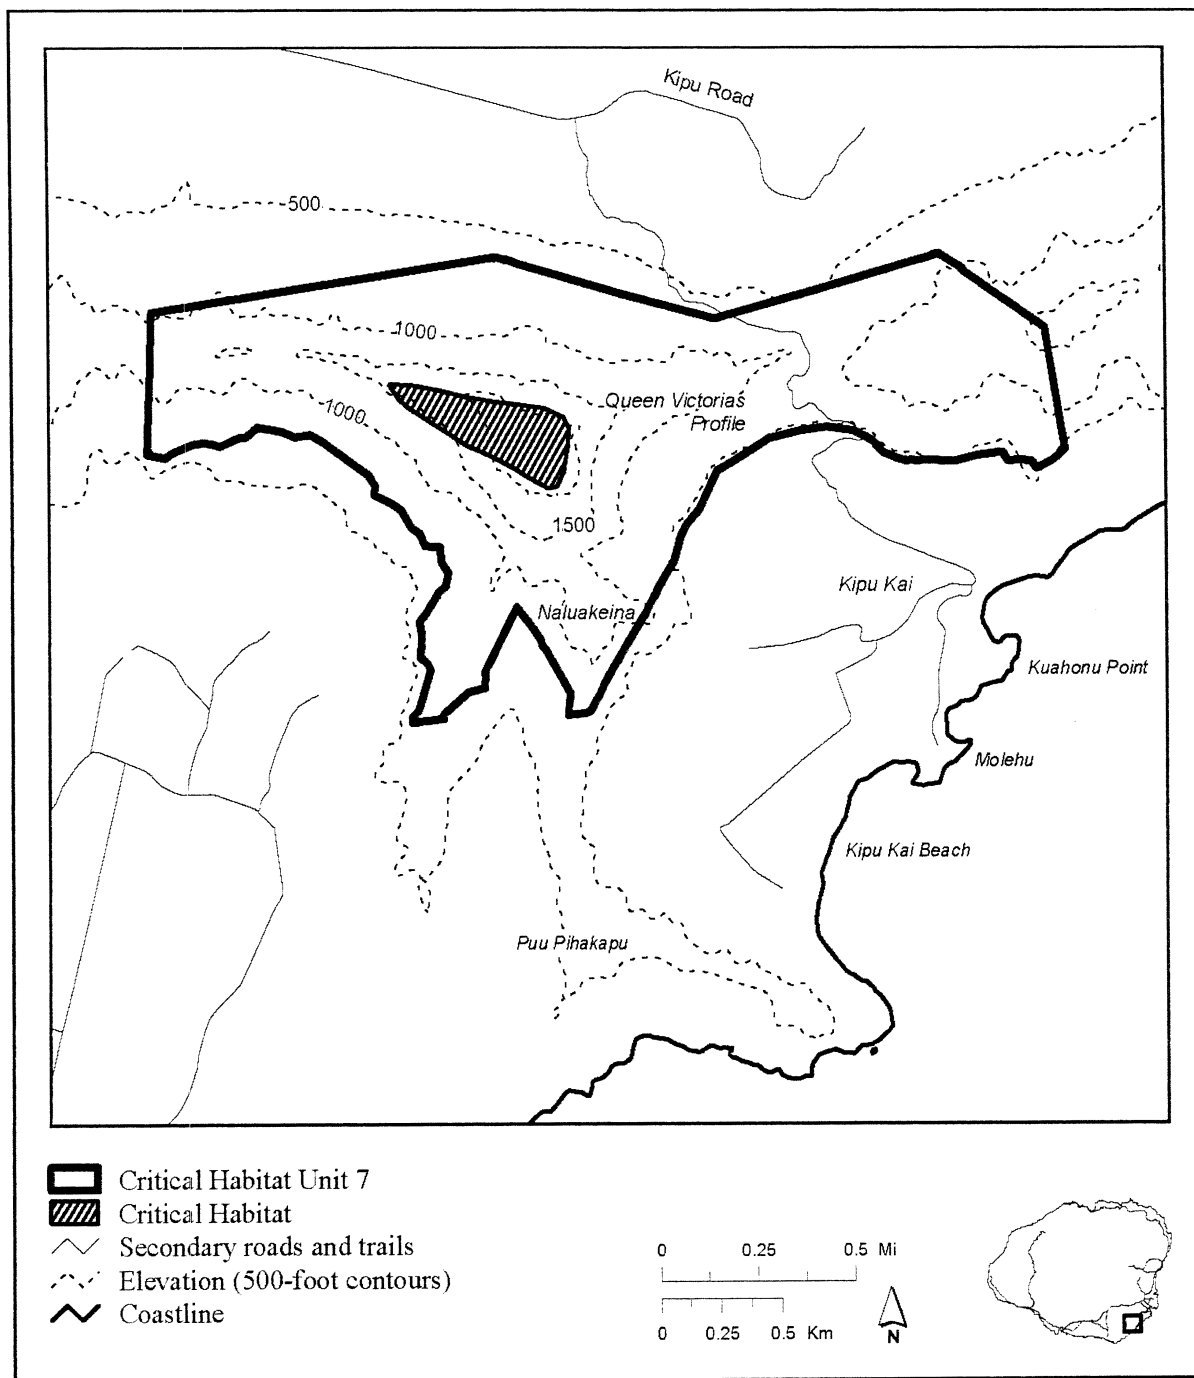 Kipu Road
500
1000
Queen Victorias
Profile
1000
1500
Kipu Kai
Naluakeina
Kuahonu Point
Molehu
Kipu Kai Beach
Puu Pihakapu
Critical Habitat Unit 7
Critical Habitat
Secondary roads and trails
Elevation (500-foot contours)
Coastline
0 0.25 0.5 Mi
0 0.25 0.5 Km
N